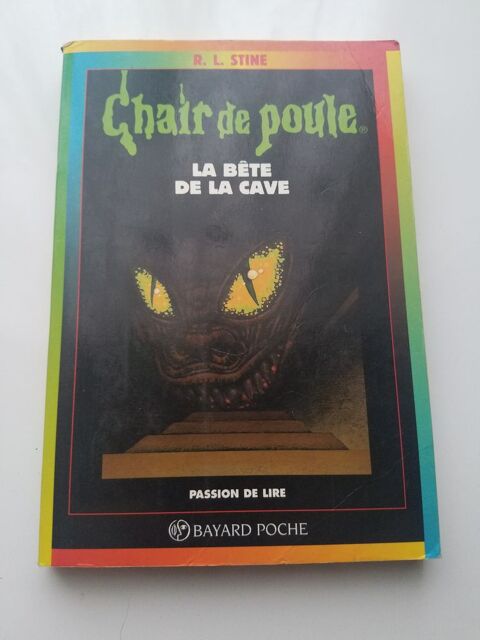 R. L. STINE
Chair de poule®
LA BÊTE
DE LA CAVE
PASSION DE LIRE
BAYARD POCHE